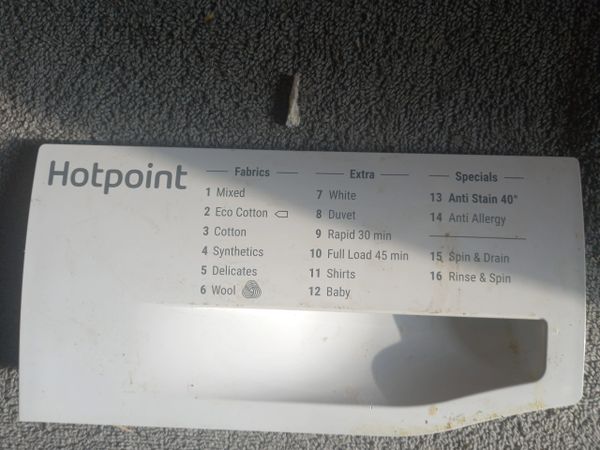 Hotpoint
Fabrics
1 Mixed
2 Eco Cotton
3 Cotton
4 Synthetics
5 Delicates
6 Wool
Extra
7 White
8 Duvet
9 Rapid 30 min
10 Full Load 45 min
11 Shirts
12 Baby
Specials
13 Anti Stain 40°
14 Anti Allergy
15 Spin & Drain
16 Rinse & Spin